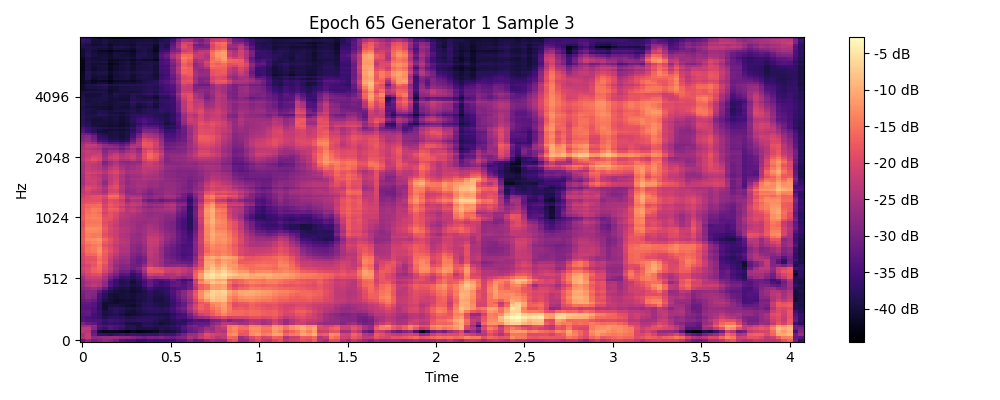 Epoch 65 Generator 1 Sample 3
Hz
4096
2048
1024
512
0
0
0.5
1
1.5
2
2.5
3
3.5
4
Time
-5 dB
-10 dB
-15 dB
-20 dB
-25 dB
-30 dB
-35 dB
-40 dB